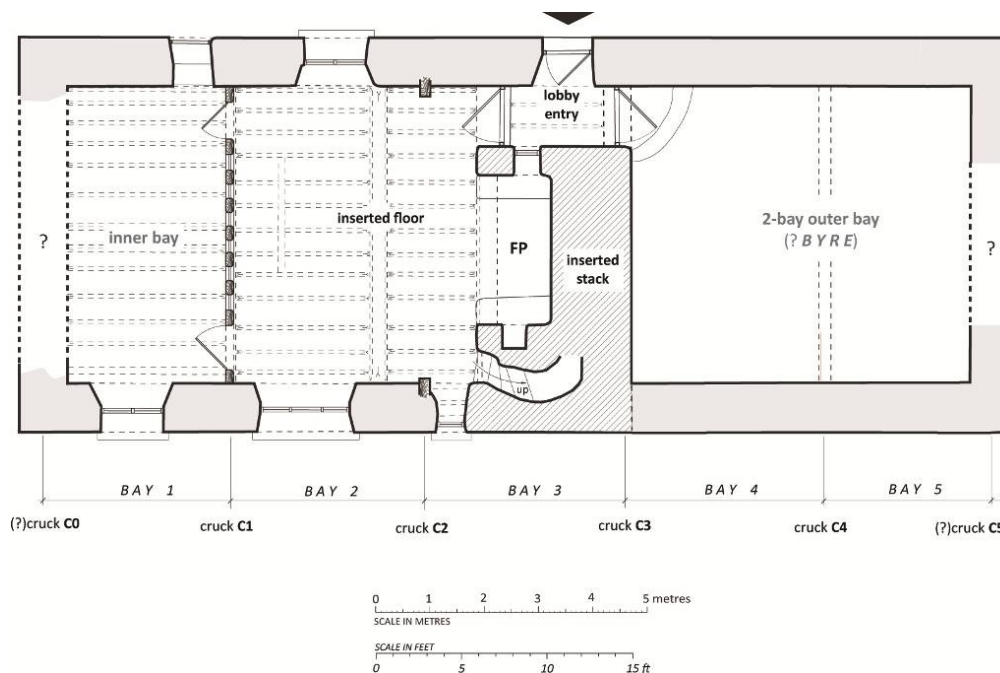 lobby
entry
?
inner bay
inserted floor
FP
inserted
stack
2-bay outer bay
(? BYRE)
?
up
BAY 1
BAY 2
BAY 3
BAY 4
BAY 5
(?)cruck C0
cruck C1
cruck C2
cruck C3
cruck C4
(?)cruck C5
0 1 2 3 4 5 metres
SCALE IN METRES
SCALE IN FEET
0 5 10 15 ft